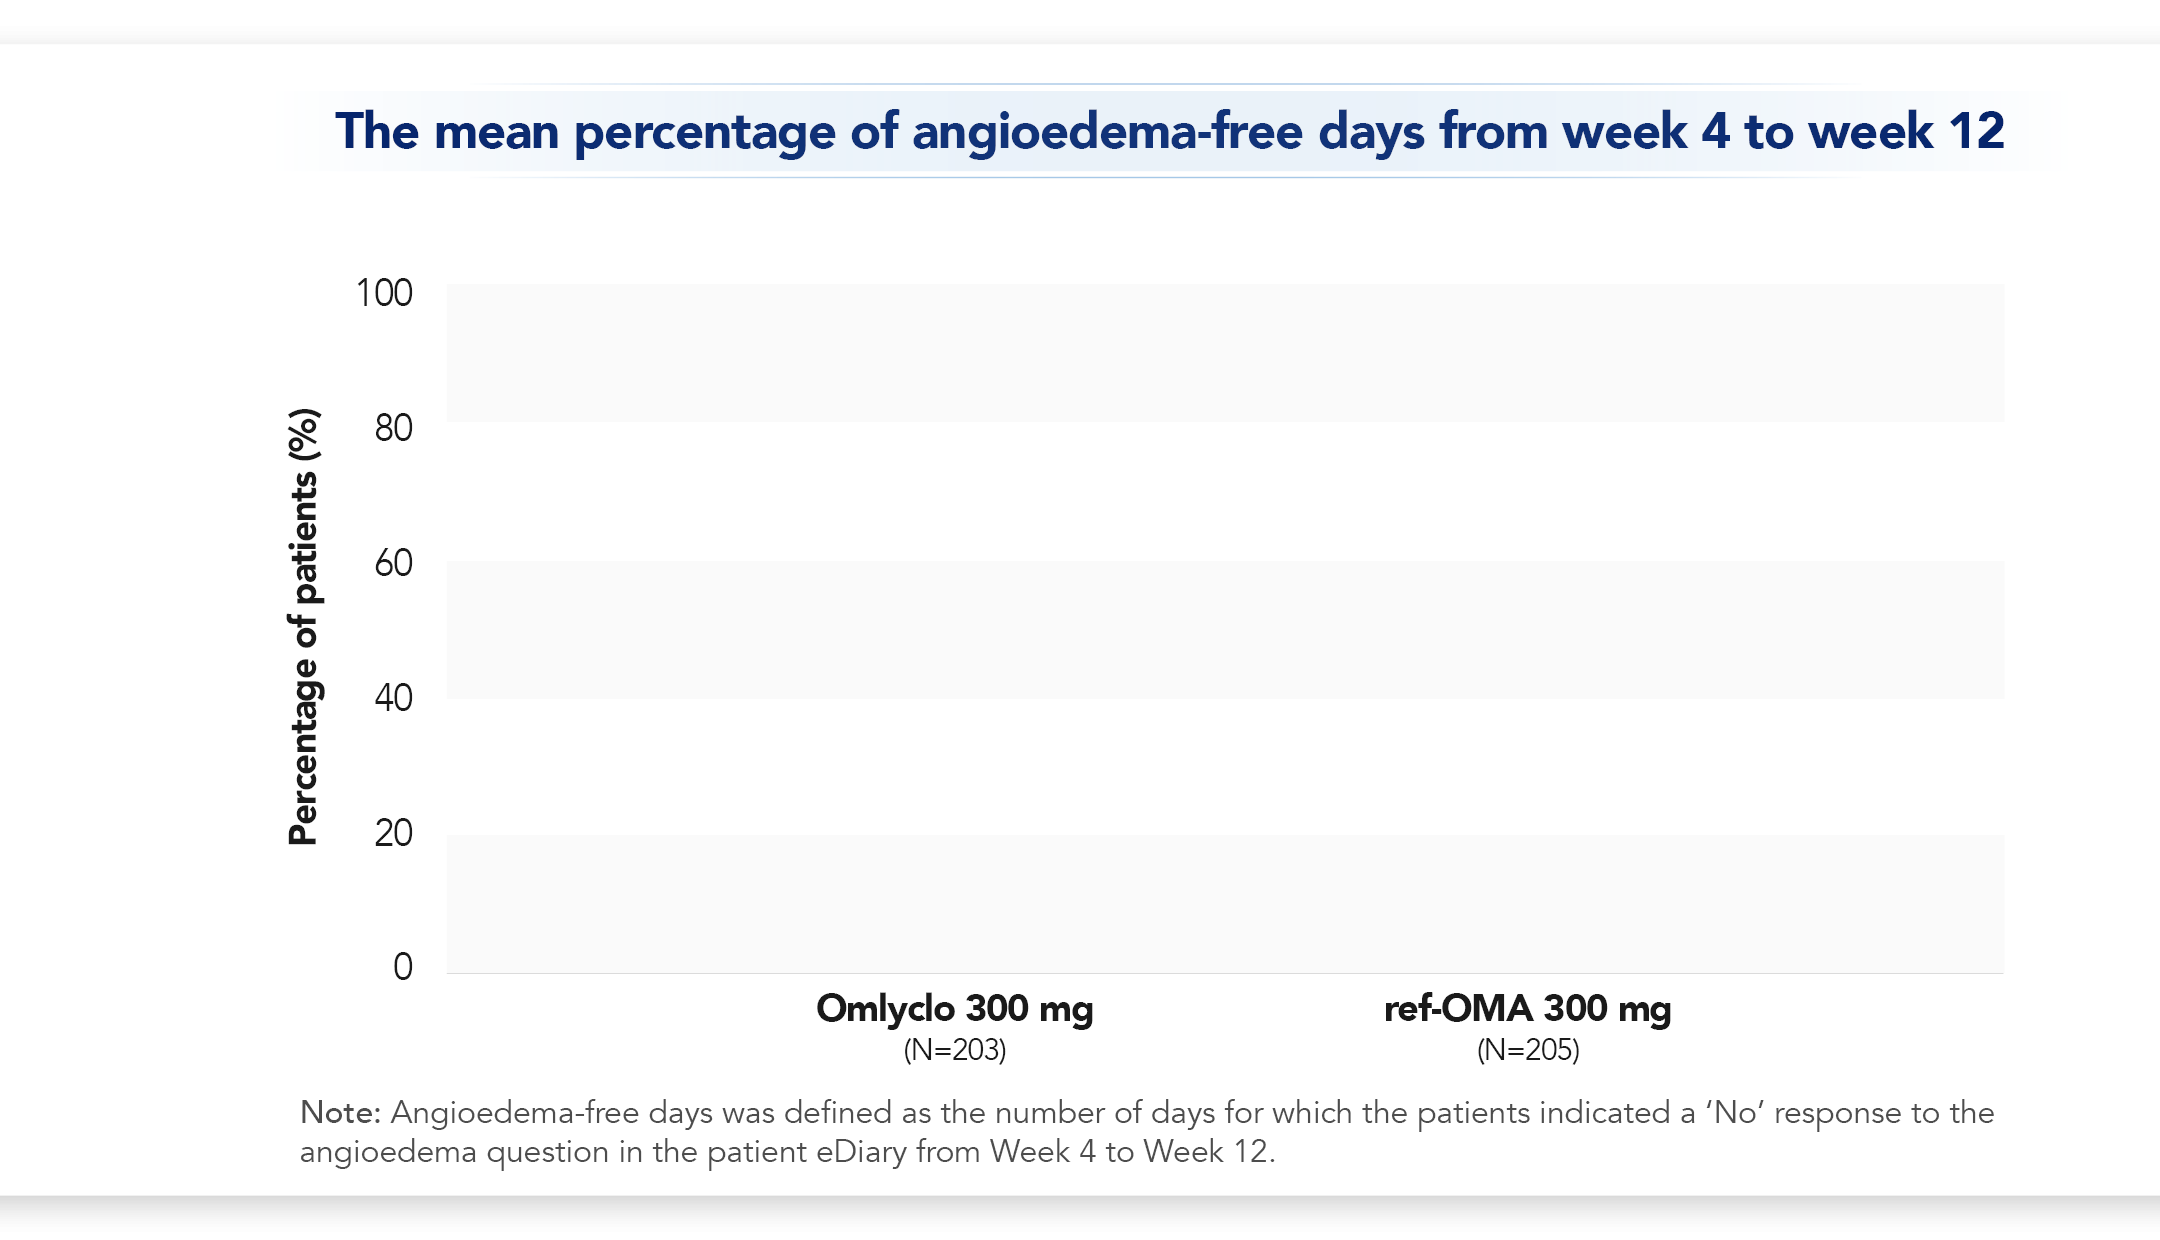 The mean percentage of angioedema-free days from week 4 to week 12
Percentage of patients (%)
100
80
60
40
20
0
Omlyclo 300 mg
(N=203)
ref-OMA 300 mg
(N=205)
Note: Angioedema-free days was defined as the number of days for which the patients indicated a ‘No’ response to the
angioedema question in the patient eDiary from Week 4 to Week 12.